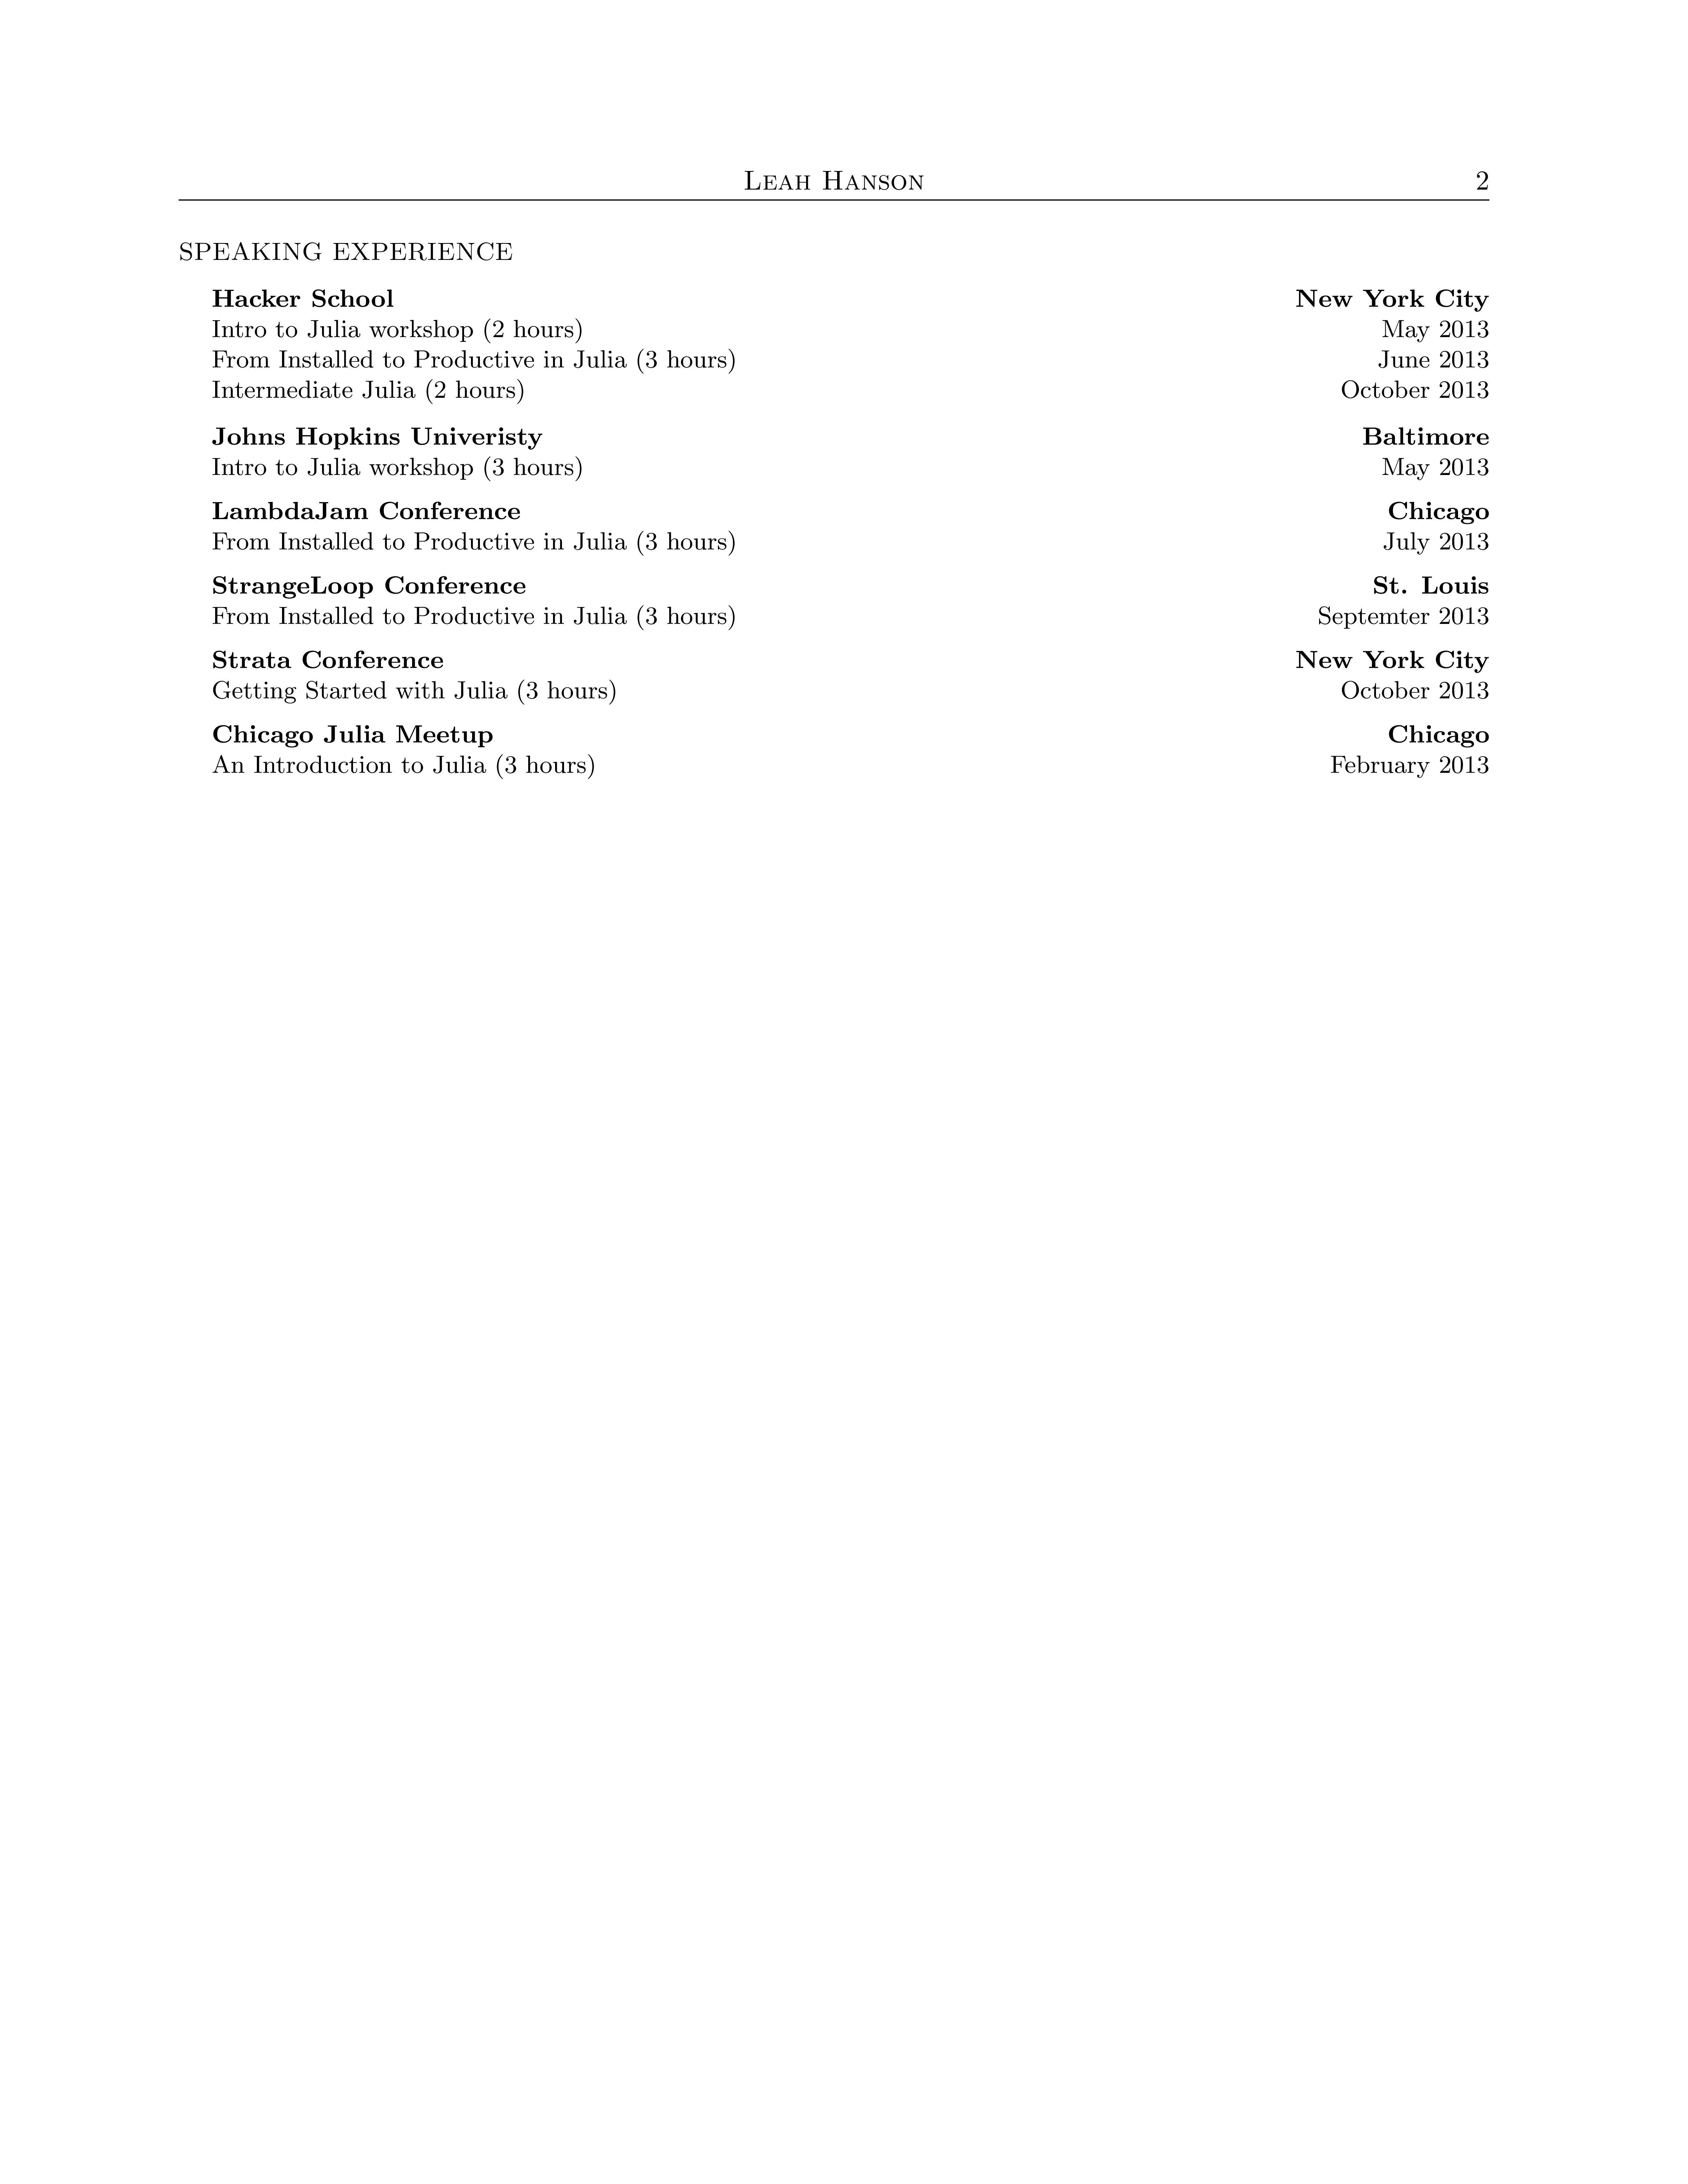 Leah Hanson 2
SPEAKING EXPERIENCE
Hacker School New York City
Intro to Julia workshop (2 hours) May 2013
From Installed to Productive in Julia (3 hours) June 2013
Intermediate Julia (2 hours) October 2013
Johns Hopkins Univeristy Baltimore
Intro to Julia workshop (3 hours) May 2013
LambdaJam Conference Chicago
From Installed to Productive in Julia (3 hours) July 2013
StrangeLoop Conference St. Louis
From Installed to Productive in Julia (3 hours) Septemter 2013
Strata Conference New York City
Getting Started with Julia (3 hours) October 2013
Chicago Julia Meetup Chicago
An Introduction to Julia (3 hours) February 2013